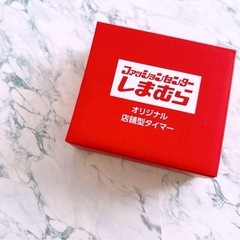 ファッションセンター
しまむら
オリジナル
店舗型タイマー